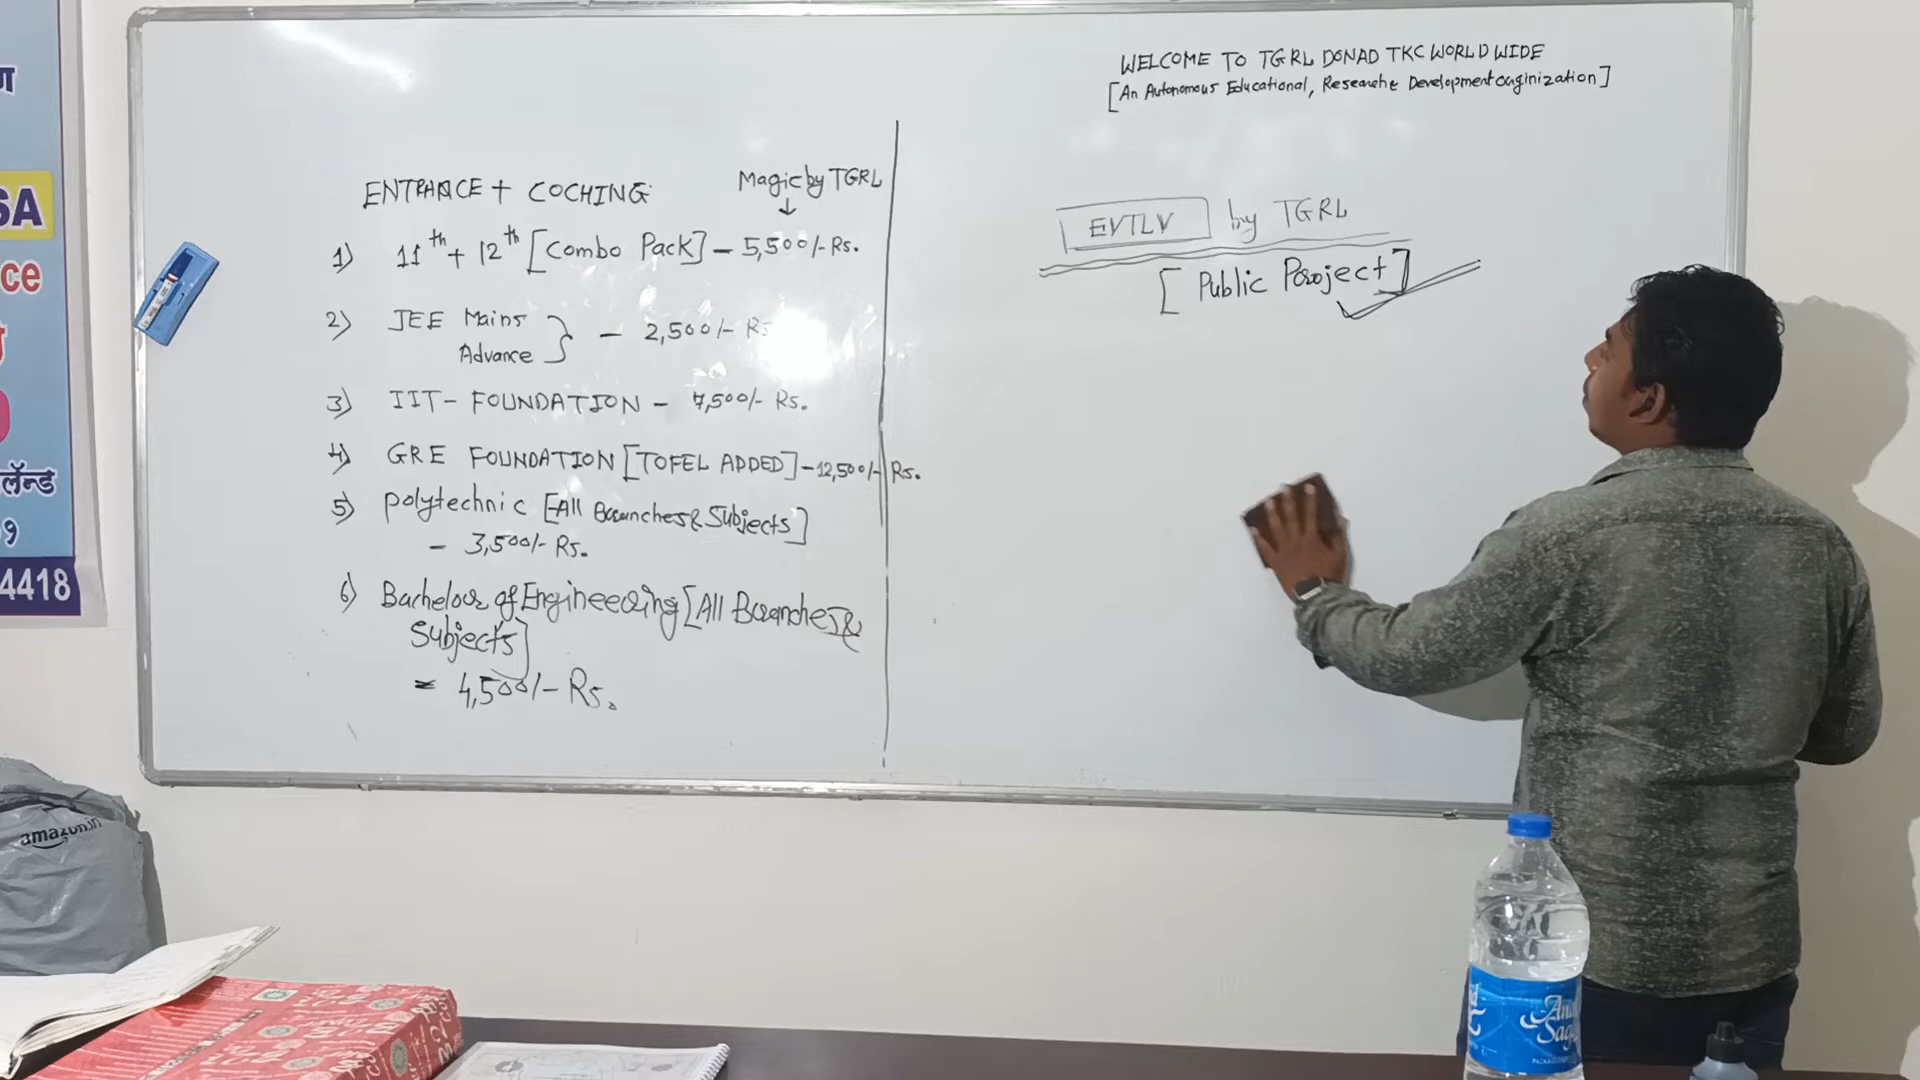 WELCOME TO TGRL DONAD TKC WORLD WIDE
[An Autonomous Educational, Researche Development ouginization]
ENTRANCE + COCHING
Magic by TGRL
↓
1) 11th + 12th [Combo Pack] – 5,500/- Rs.
2) JEE Mains
Advance } – 2,500/- Rs
3) IIT- FOUNDATION – 7,500/- Rs.
4) GRE FOUNDATION [TOFEL ADDED] – 12,500/- Rs.
5) Polytechnic [All Branches & Subjects]
– 3,500/- Rs.
6) Bachelour of Engineering [All Branches &
Subjects]
= 4,500/- Rs.
EVTLV by TGRL
[Public Project]
SA
ce
लॅन्ड
9
4418
amazon.in